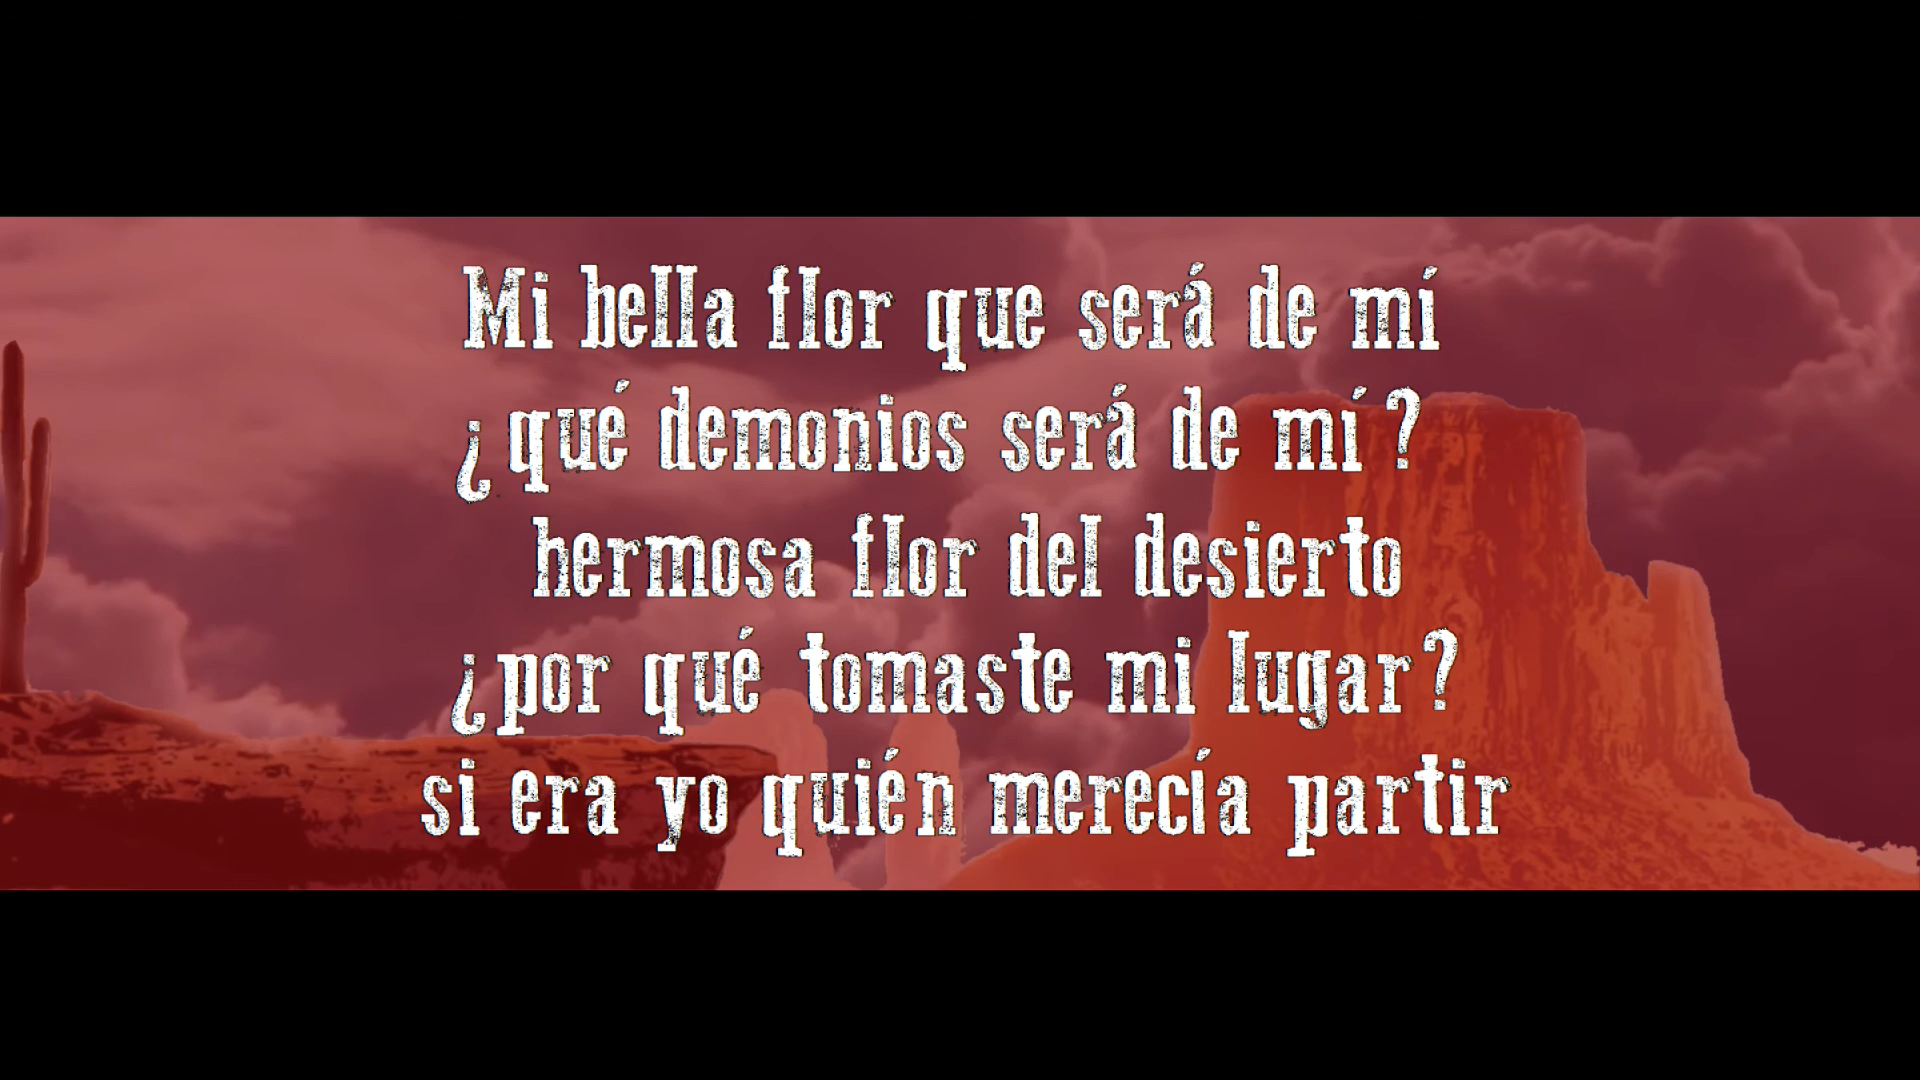 Mi bella flor que será de mí
¿qué demonios será de mí?
hermosa flor del desierto
¿por qué tomaste mi lugar?
si era yo quién merecía partir